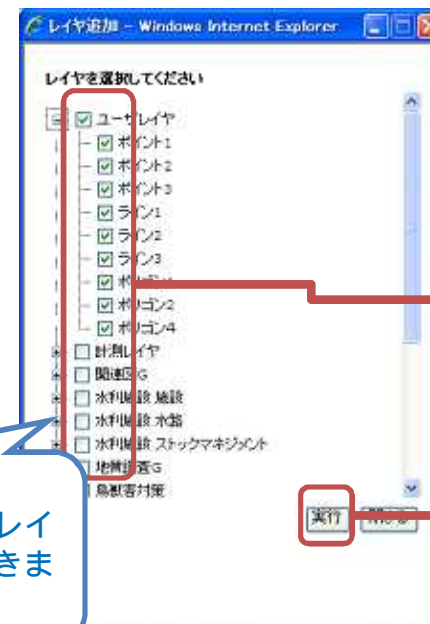 レイヤ追加 - Windows Internet Explorer
レイヤを選択してください
ユーザレイヤ
ポイント1
ポイント2
ポイント3
ライン1
ライン2
ライン3
ポリゴン2
ポリゴン4
計測レイヤ
関連図G
水利施設 施設
水利施設 水路
水利施設 ストックマネジメント
地質調査G
鳥獣害対策
実行 閉じる
レイ
きま